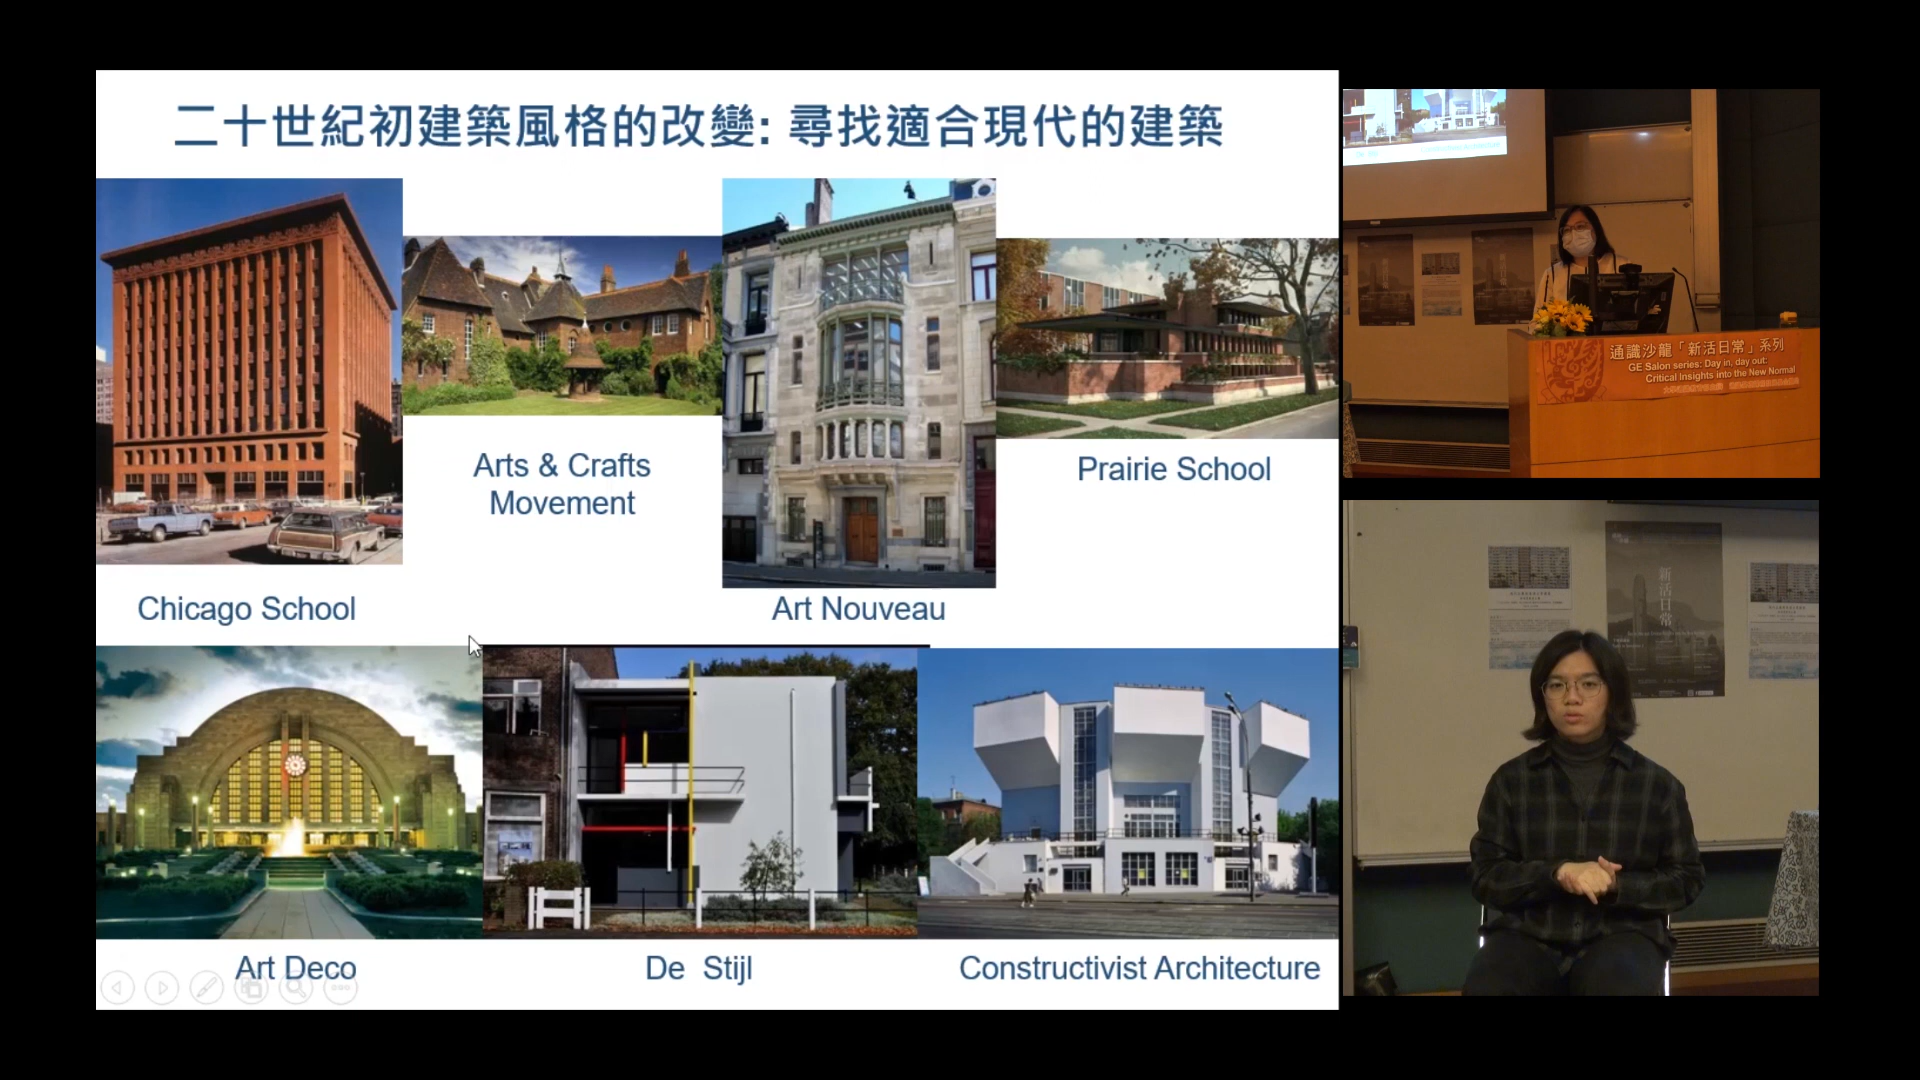 二十世紀初建築風格的改變: 尋找適合現代的建築
Arts & Crafts
Movement
Prairie School
Chicago School
Art Nouveau
Art Deco
De Stijl
Constructivist Architecture
通識沙龍「新活日常」系列
GE Salon series: Day in, day out:
Critical Insights into the New Normal
新活日常